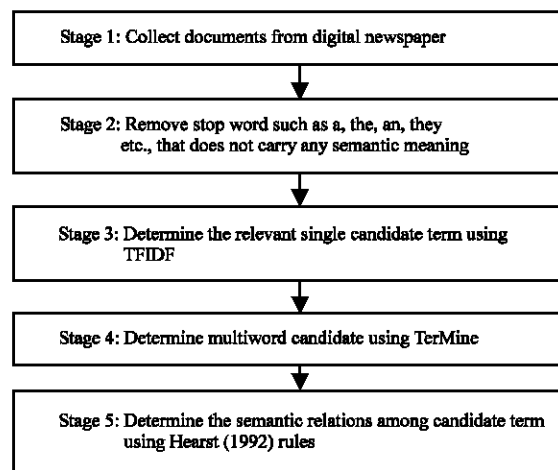 Stage 1: Collect documents from digital newspaper
Stage 2: Remove stop word such as a, the, an, they
etc., that does not carry any semantic meaning
Stage 3: Determine the relevant single candidate term using
TFIDF
Stage 4: Determine multiword candidate using TerMine
Stage 5: Determine the semantic relations among candidate term
using Hearst (1992) rules